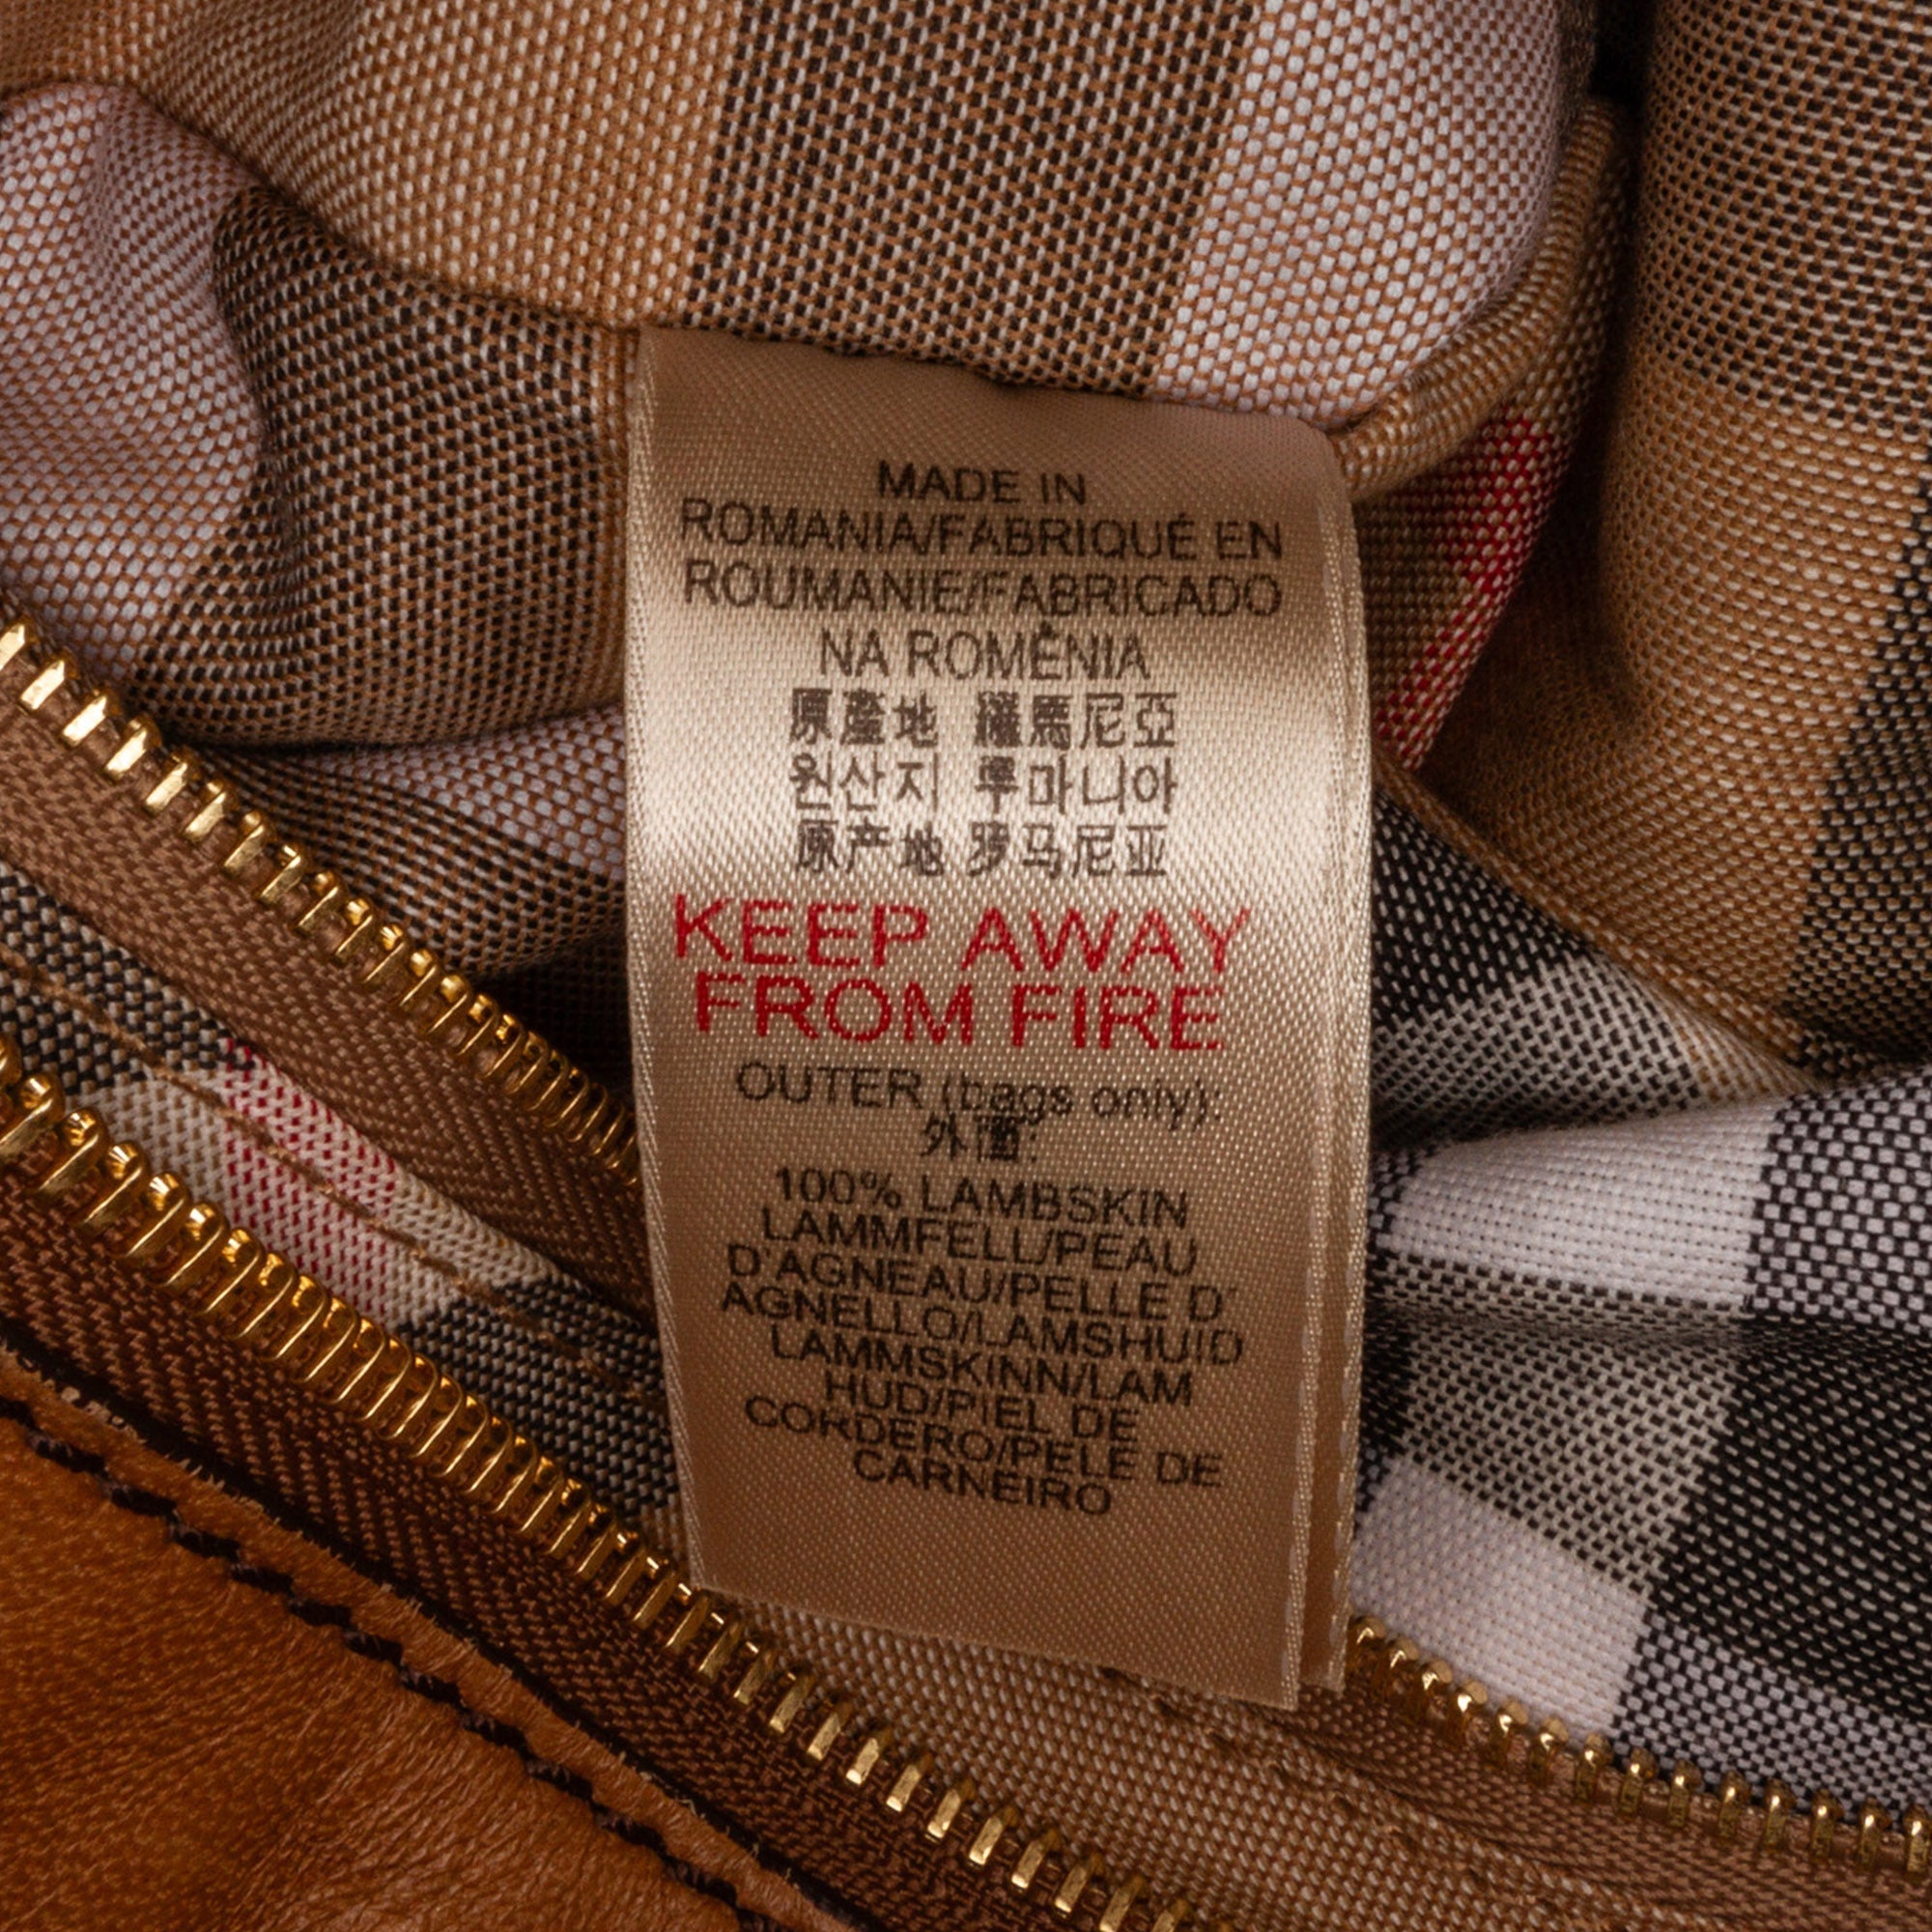 MADE IN
ROMANIA/FABRIQUÉ EN
ROUMANIE/FABRICADO
NA ROMÊNIA
原產地 羅馬尼亞
원산지 루마니아
原产地 罗马尼亚
KEEP AWAY
FROM FIRE
OUTER (bags only):
外面:
100% LAMBSKIN
LAMMFELL/PEAU
D'AGNEAU/PELLE D'
AGNELLO/LAMSHUID
LAMMSKINN/LAM
HUD/PIEL DE
CORDERO/PELE DE
CARNEIRO